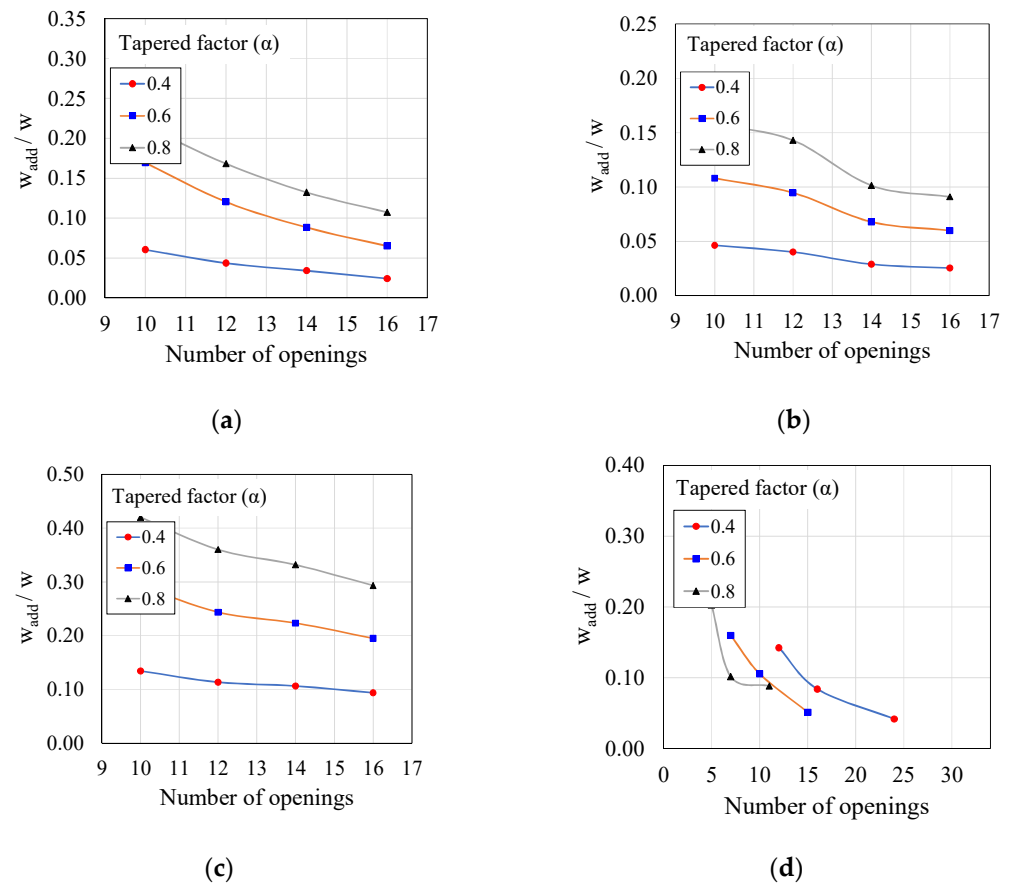 0.35
0.30
0.25
0.20
0.15
0.10
0.05
0.00
w_add / w
Tapered factor (α)
0.4
0.6
0.8
9 10 11 12 13 14 15 16 17
Number of openings
(a)
0.25
0.20
0.15
0.10
0.05
0.00
w_add / w
Tapered factor (α)
0.4
0.6
0.8
9 10 11 12 13 14 15 16 17
Number of openings
(b)
0.50
0.40
0.30
0.20
0.10
0.00
w_add / w
Tapered factor (α)
0.4
0.6
0.8
9 10 11 12 13 14 15 16 17
Number of openings
(c)
0.40
0.30
0.20
0.10
0.00
w_add / w
Tapered factor (α)
0.4
0.6
0.8
0 5 10 15 20 25 30
Number of openings
(d)